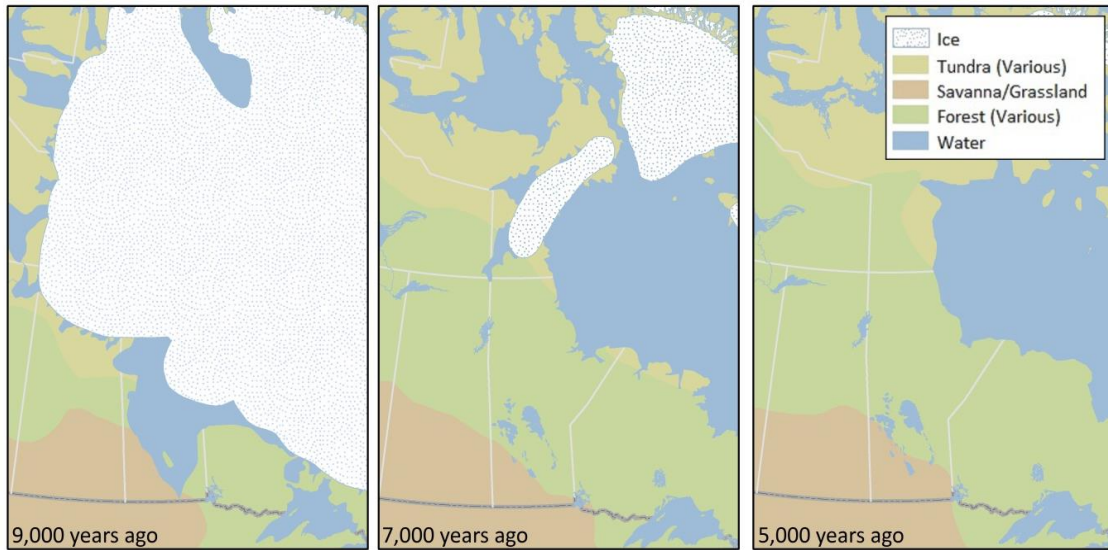 Ice
Tundra (Various)
Savanna/Grassland
Forest (Various)
Water
9,000 years ago
7,000 years ago
5,000 years ago